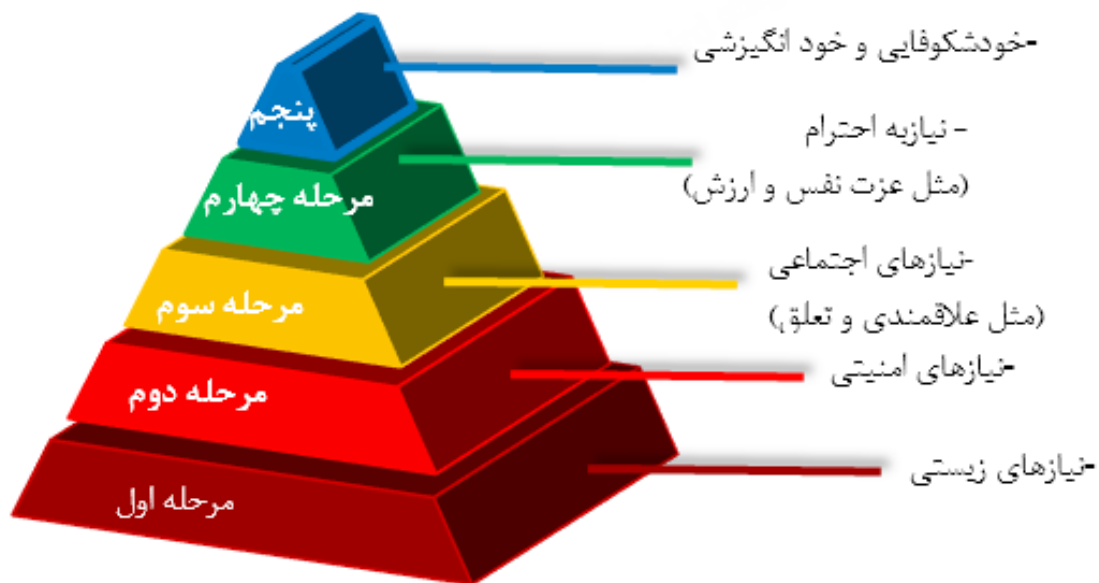 -خودشکوفایی و خود انگیزشی
پنجم
- نیازبه احترام
(مثل عزت نفس و ارزش)
مرحله چهارم
-نیازهای اجتماعی
(مثل علاقمندی و تعلق)
مرحله سوم
-نیازهای امنیتی
مرحله دوم
-نیازهای زیستی
مرحله اول